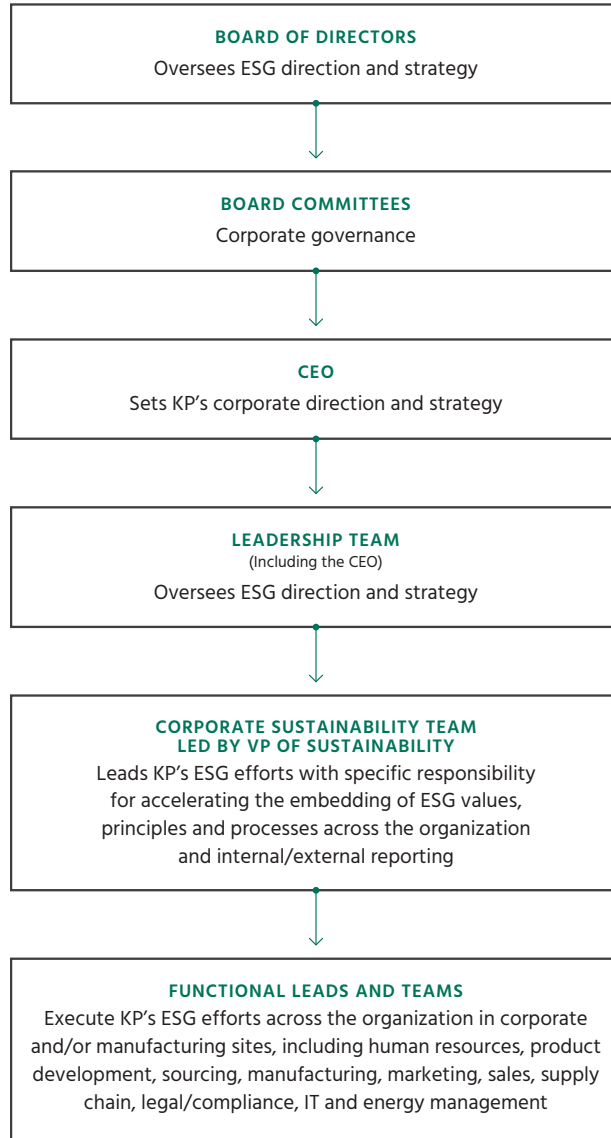 BOARD OF DIRECTORS
Oversees ESG direction and strategy
BOARD COMMITTEES
Corporate governance
CEO
Sets KP’s corporate direction and strategy
LEADERSHIP TEAM
(Including the CEO)
Oversees ESG direction and strategy
CORPORATE SUSTAINABILITY TEAM
LED BY VP OF SUSTAINABILITY
Leads KP’s ESG efforts with specific responsibility
for accelerating the embedding of ESG values,
principles and processes across the organization
and internal/external reporting
FUNCTIONAL LEADS AND TEAMS
Execute KP’s ESG efforts across the organization in corporate
and/or manufacturing sites, including human resources, product
development, sourcing, manufacturing, marketing, sales, supply
chain, legal/compliance, IT and energy management